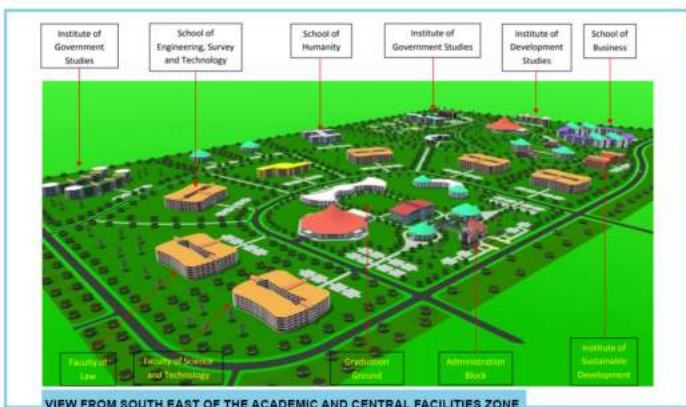 Institute of
Government
Studies
School of
Engineering, Survey
and Technology
School of
Humanity
Institute of
Government Studies
Institute of
Development
Studies
School of
Business
Faculty of
Law
Faculty of Science
and Technology
Graduation
Ground
Administration
Block
Institute of
Sustainable
Development
VIEW FROM SOUTH EAST OF THE ACADEMIC AND CENTRAL FACILITIES ZONE